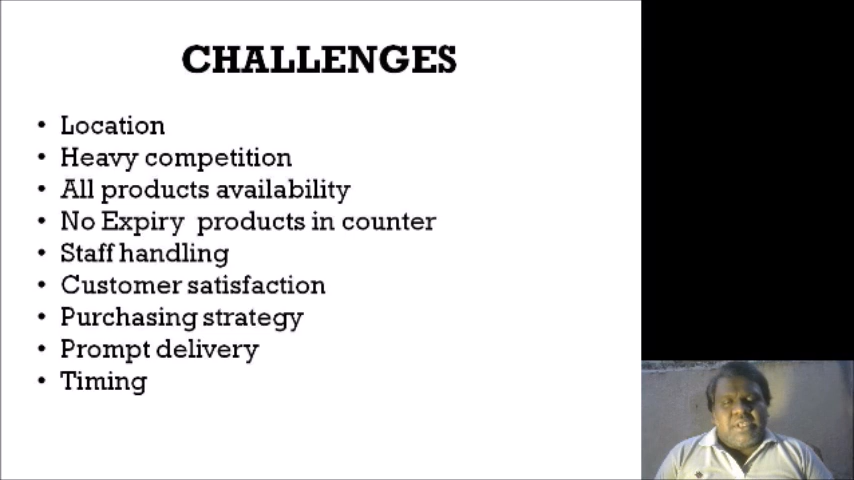 CHALLENGES
• Location
• Heavy competition
• All products availability
• No Expiry  products in counter
• Staff handling
• Customer satisfaction
• Purchasing strategy
• Prompt delivery
• Timing